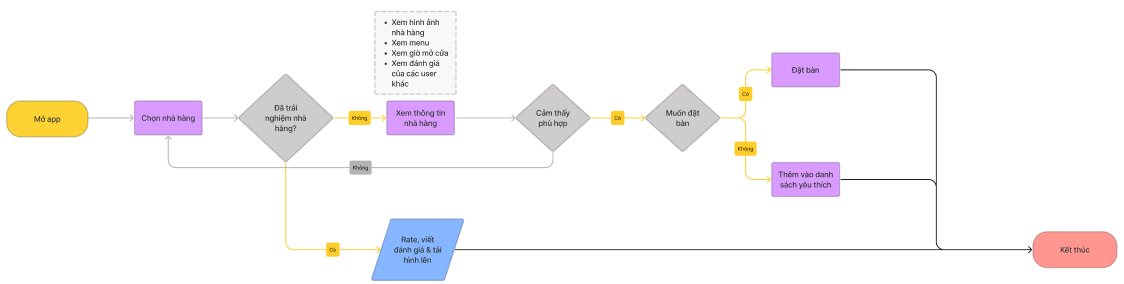 Xem hình ảnh
nhà hàng
Xem menu
Xem giờ mở cửa
Xem đánh giá
của các user
khác
Mở app
Chọn nhà hàng
Đã trải
nghiệm nhà
hàng?
Không
Xem thông tin
nhà hàng
Cảm thấy
phù hợp
Có
Muốn đặt
bàn
Có
Đặt bàn
Không
Thêm vào danh
sách yêu thích
Không
Có
Rate, viết
đánh giá & tải
hình lên
Kết thúc